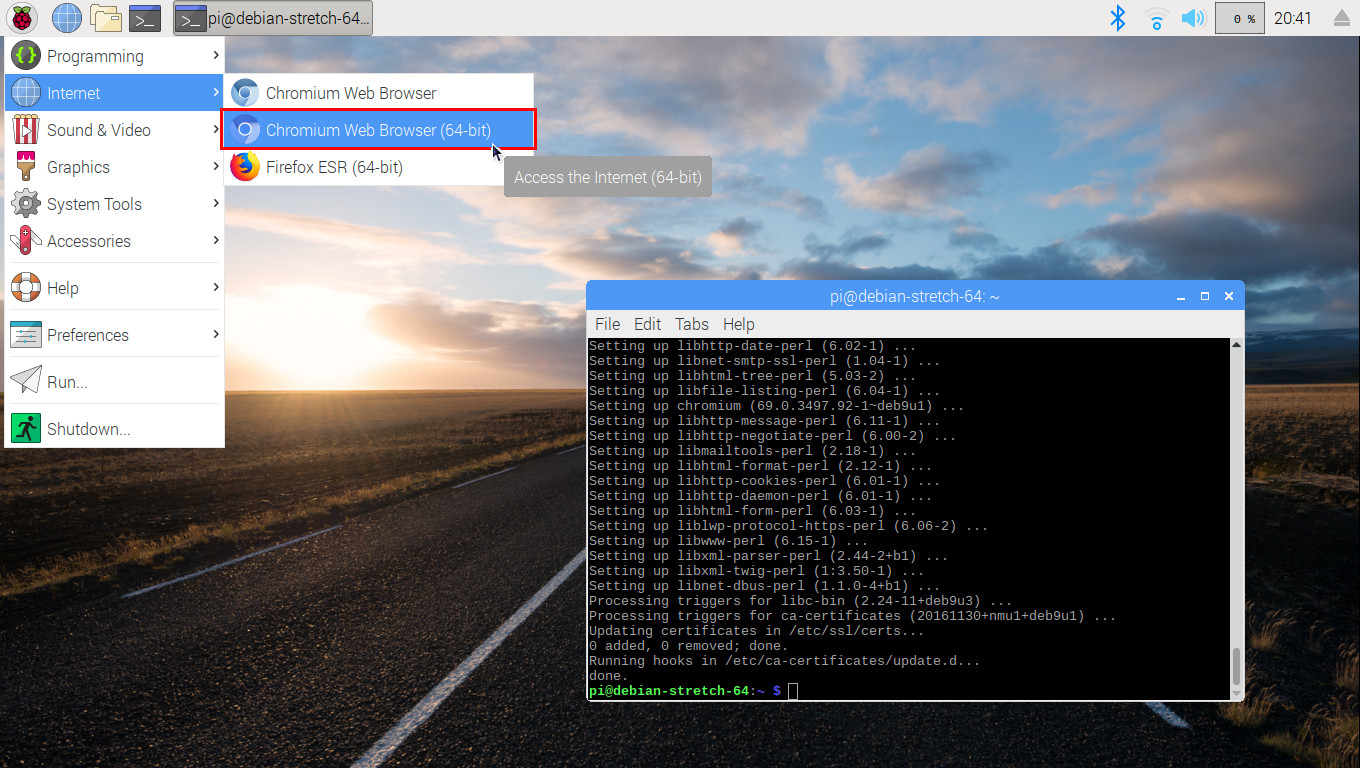 pi@debian-stretch-64...
0 %
20:41
Programming
Internet
Sound & Video
Graphics
System Tools
Accessories
Help
Preferences
Run...
Shutdown...
Chromium Web Browser
Chromium Web Browser (64-bit)
Firefox ESR (64-bit)
Access the Internet (64-bit)
pi@debian-stretch-64: ~
File Edit Tabs Help
Setting up libhttp-date-perl (6.02-1) ...
Setting up libnet-smtp-ssl-perl (1.04-1) ...
Setting up libhtml-tree-perl (5.03-2) ...
Setting up libfile-listing-perl (6.04-1) ...
Setting up chromium (69.0.3497.92-1~deb9u1) ...
Setting up libhttp-message-perl (6.11-1) ...
Setting up libhttp-negotiate-perl (6.00-2) ...
Setting up libmailtools-perl (2.18-1) ...
Setting up libhtml-format-perl (2.12-1) ...
Setting up libhttp-cookies-perl (6.01-1) ...
Setting up libhttp-daemon-perl (6.01-1) ...
Setting up libhtml-form-perl (6.03-1) ...
Setting up liblwp-protocol-https-perl (6.06-2) ...
Setting up libwww-perl (6.15-1) ...
Setting up libxml-parser-perl (2.44-2+b1) ...
Setting up libxml-twig-perl (1:3.50-1) ...
Setting up libnet-dbus-perl (1.1.0-4+b1) ...
Processing triggers for libc-bin (2.24-11+deb9u3) ...
Processing triggers for ca-certificates (20161130+nmu1+deb9u1) ...
Updating certificates in /etc/ssl/certs...
0 added, 0 removed; done.
Running hooks in /etc/ca-certificates/update.d...
done.
pi@debian-stretch-64:~ $